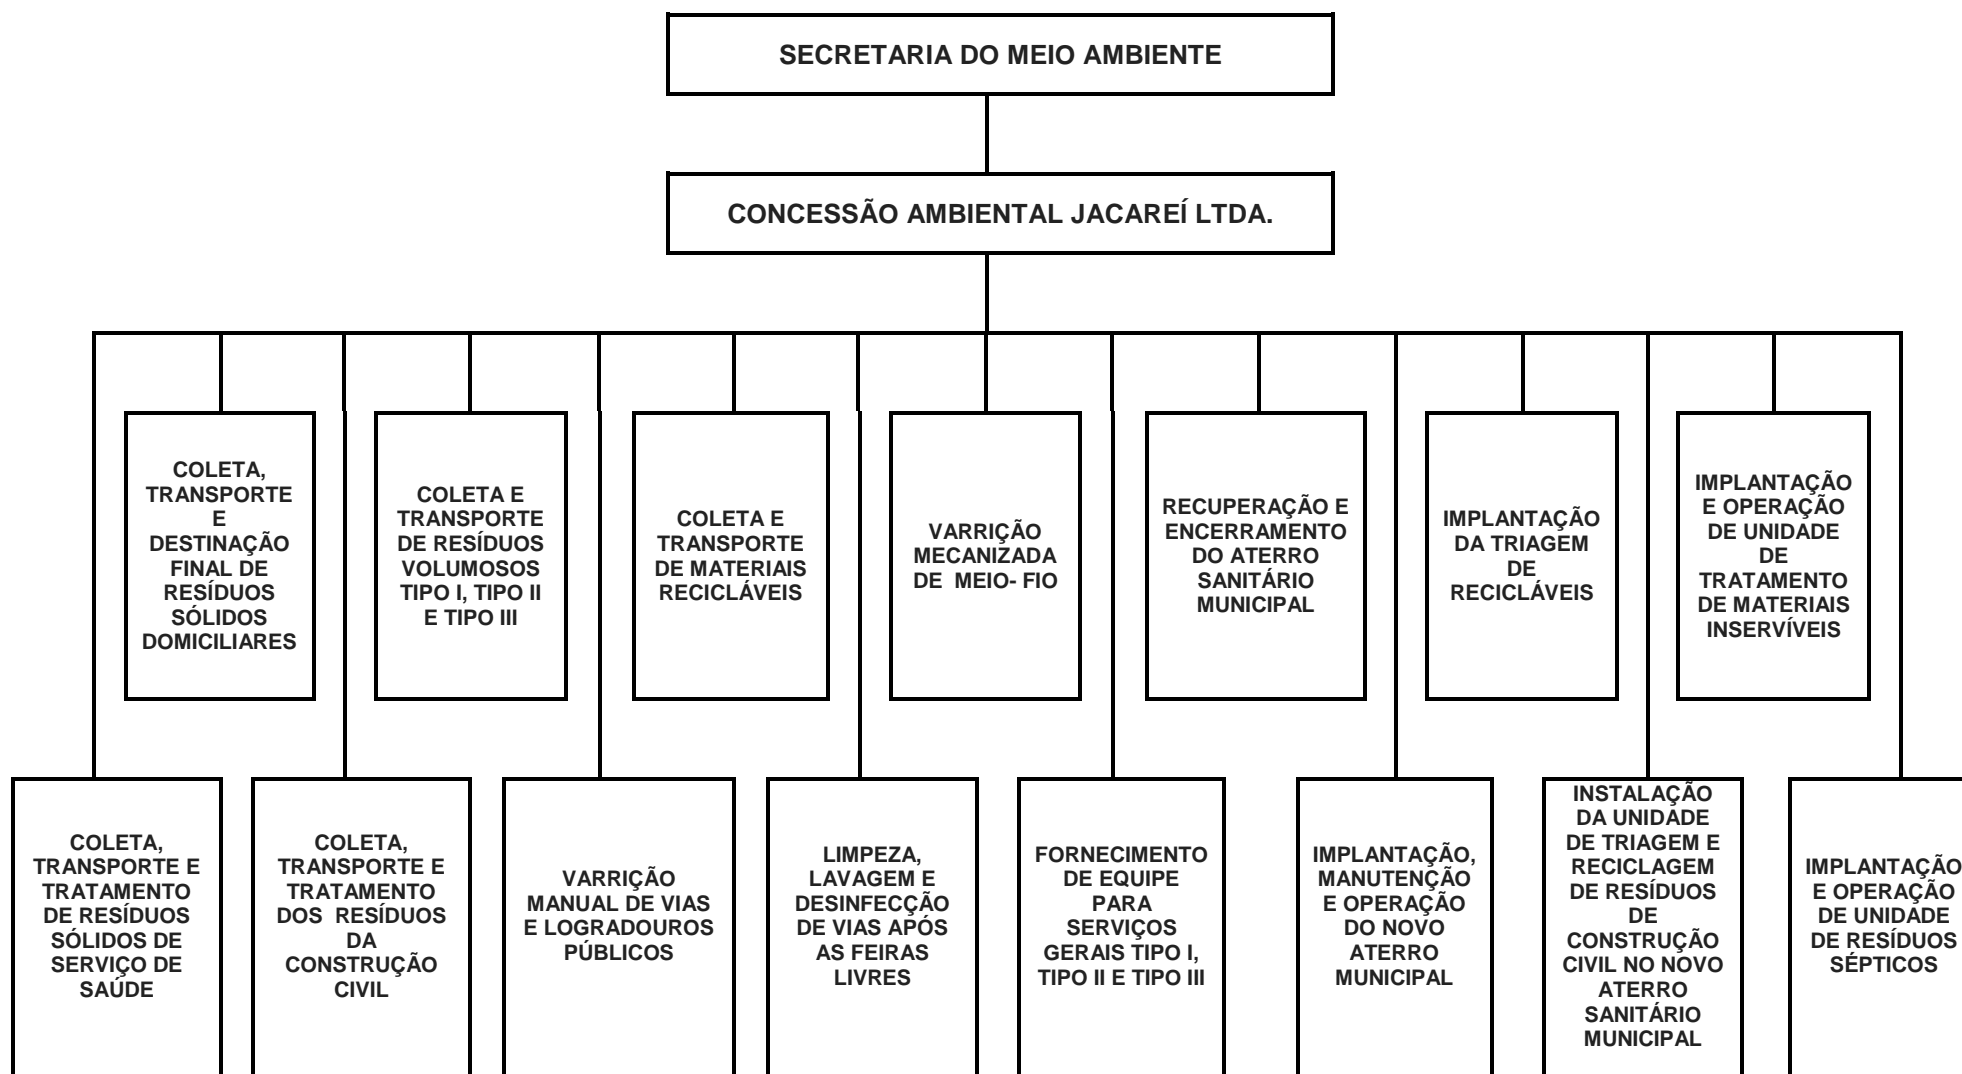 SECRETARIA DO MEIO AMBIENTE
CONCESSÃO AMBIENTAL JACAREÍ LTDA.
COLETA,
TRANSPORTE
E
DESTINAÇÃO
FINAL DE
RESÍDUOS
SÓLIDOS
DOMICILIARES
COLETA E
TRANSPORTE
DE RESÍDUOS
VOLUMOSOS
TIPO I, TIPO II
E TIPO III
COLETA E
TRANSPORTE
DE MATERIAIS
RECICLÁVEIS
VARRIÇÃO
MECANIZADA
DE MEIO- FIO
RECUPERAÇÃO E
ENCERRAMENTO
DO ATERRO
SANITÁRIO
MUNICIPAL
IMPLANTAÇÃO
DA TRIAGEM
DE
RECICLÁVEIS
IMPLANTAÇÃO
E OPERAÇÃO
DE UNIDADE
DE
TRATAMENTO
DE MATERIAIS
INSERVÍVEIS
COLETA,
TRANSPORTE E
TRATAMENTO
DE RESÍDUOS
SÓLIDOS DE
SERVIÇO DE
SAÚDE
COLETA,
TRANSPORTE E
TRATAMENTO
DOS RESÍDUOS
DA
CONSTRUÇÃO
CIVIL
VARRIÇÃO
MANUAL DE VIAS
E LOGRADOUROS
PÚBLICOS
LIMPEZA,
LAVAGEM E
DESINFECÇÃO
DE VIAS APÓS
AS FEIRAS
LIVRES
FORNECIMENTO
DE EQUIPE
PARA
SERVIÇOS
GERAIS TIPO I,
TIPO II E TIPO III
IMPLANTAÇÃO,
MANUTENÇÃO
E OPERAÇÃO
DO NOVO
ATERRO
MUNICIPAL
INSTALAÇÃO
DA UNIDADE
DE TRIAGEM E
RECICLAGEM
DE RESÍDUOS
DE
CONSTRUÇÃO
CIVIL NO NOVO
ATERRO
SANITÁRIO
MUNICIPAL
IMPLANTAÇÃO
E OPERAÇÃO
DE UNIDADE
DE RESÍDUOS
SÉPTICOS